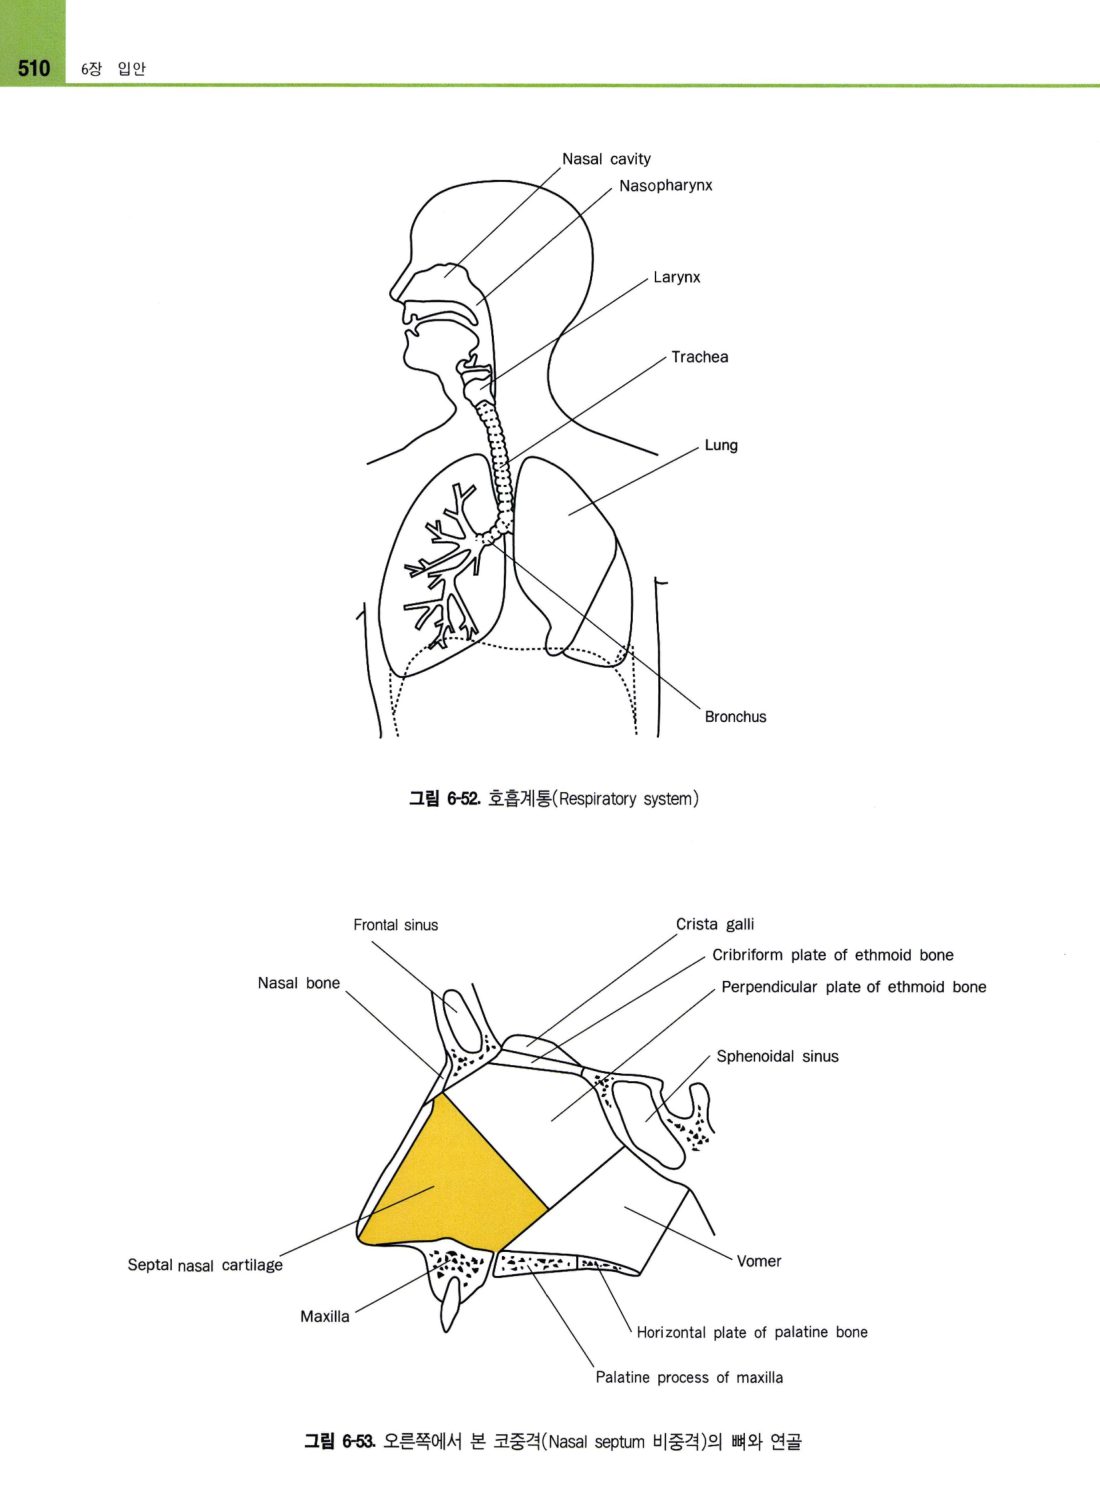 510 6장 입안
Nasal cavity
Nasopharynx
Larynx
Trachea
Lung
Bronchus
그림 6-52. 호흡계통(Respiratory system)
Frontal sinus
Crista galli
Cribriform plate of ethmoid bone
Nasal bone
Perpendicular plate of ethmoid bone
Sphenoidal sinus
Septal nasal cartilage
Vomer
Maxilla
Horizontal plate of palatine bone
Palatine process of maxilla
그림 6-53. 오른쪽에서 본 코중격(Nasal septum 비중격)의 뼈와 연골